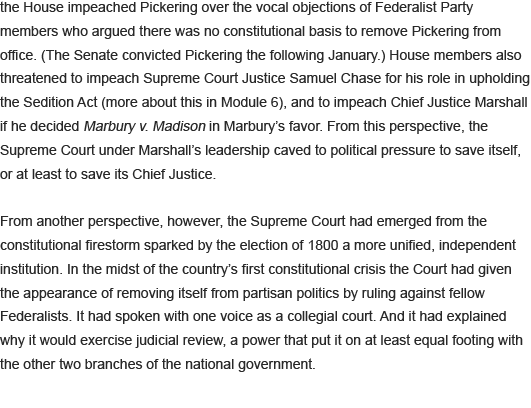 the House impeached Pickering over the vocal objections of Federalist Party
members who argued there was no constitutional basis to remove Pickering from
office. (The Senate convicted Pickering the following January.) House members also
threatened to impeach Supreme Court Justice Samuel Chase for his role in upholding
the Sedition Act (more about this in Module 6), and to impeach Chief Justice Marshall
if he decided Marbury v. Madison in Marbury’s favor. From this perspective, the
Supreme Court under Marshall’s leadership caved to political pressure to save itself,
or at least to save its Chief Justice.
From another perspective, however, the Supreme Court had emerged from the
constitutional firestorm sparked by the election of 1800 a more unified, independent
institution. In the midst of the country’s first constitutional crisis the Court had given
the appearance of removing itself from partisan politics by ruling against fellow
Federalists. It had spoken with one voice as a collegial court. And it had explained
why it would exercise judicial review, a power that put it on at least equal footing with
the other two branches of the national government.